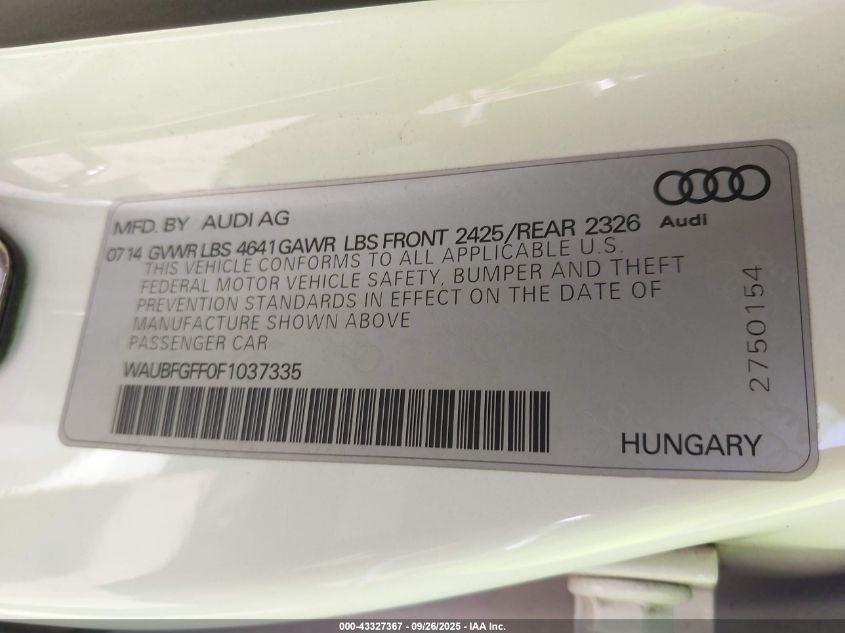 MFD. BY AUDI AG
Audi
0714 GVWR LBS 4641 GAWR LBS FRONT 2425/REAR 2326
THIS VEHICLE CONFORMS TO ALL APPLICABLE U.S.
FEDERAL MOTOR VEHICLE SAFETY, BUMPER AND THEFT
PREVENTION STANDARDS IN EFFECT ON THE DATE OF
MANUFACTURE SHOWN ABOVE
PASSENGER CAR
WAUBFGFF0F1037335
2750154
HUNGARY
000-43327367 - 09/26/2025 - IAA Inc.